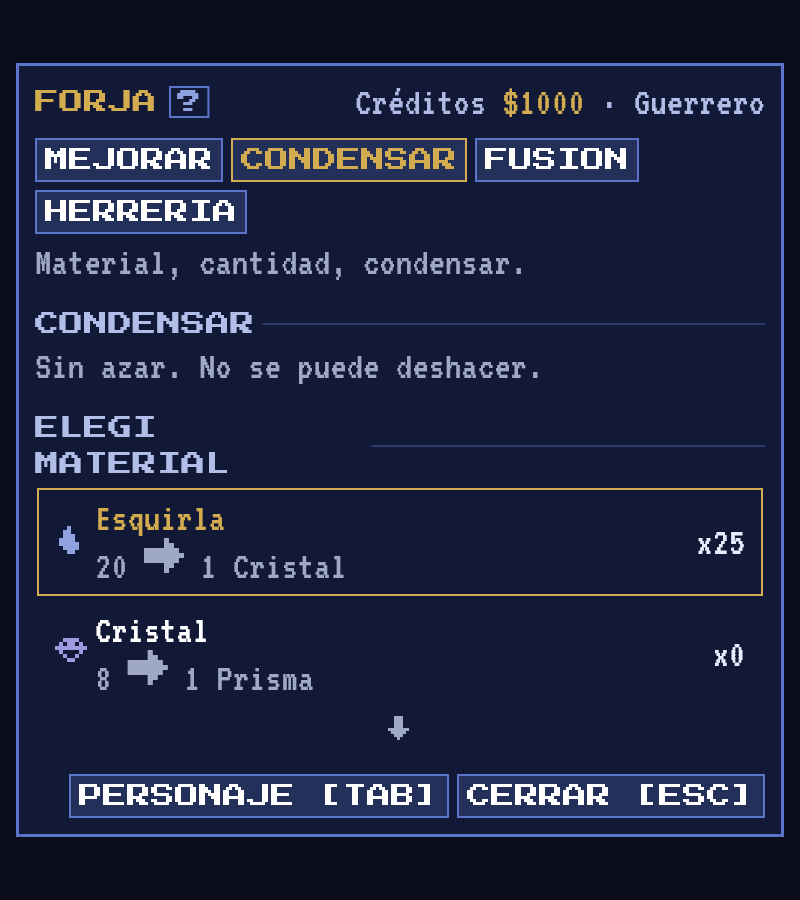 FORJA ? Créditos $1000 · Guerrero
MEJORAR CONDENSAR FUSION
HERRERIA
Material, cantidad, condensar.
CONDENSAR
Sin azar. No se puede deshacer.
ELEGI
MATERIAL
Esquirla
20 1 Cristal x25
Cristal
8 1 Prisma x0
PERSONAJE [TAB] CERRAR [ESC]